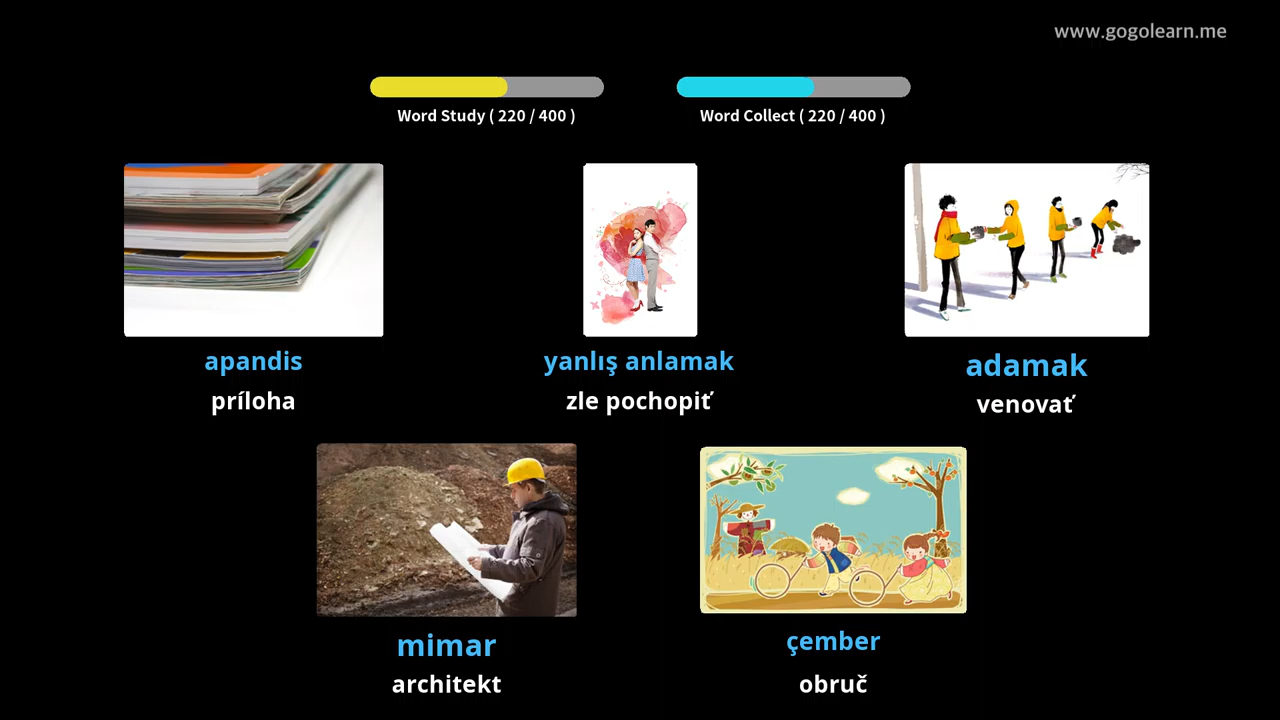 www.gogolearn.me
Word Study ( 220 / 400 )
Word Collect ( 220 / 400 )
apandis
príloha
yanlış anlamak
zle pochopiť
adamak
venovať
mimar
architekt
çember
obruč